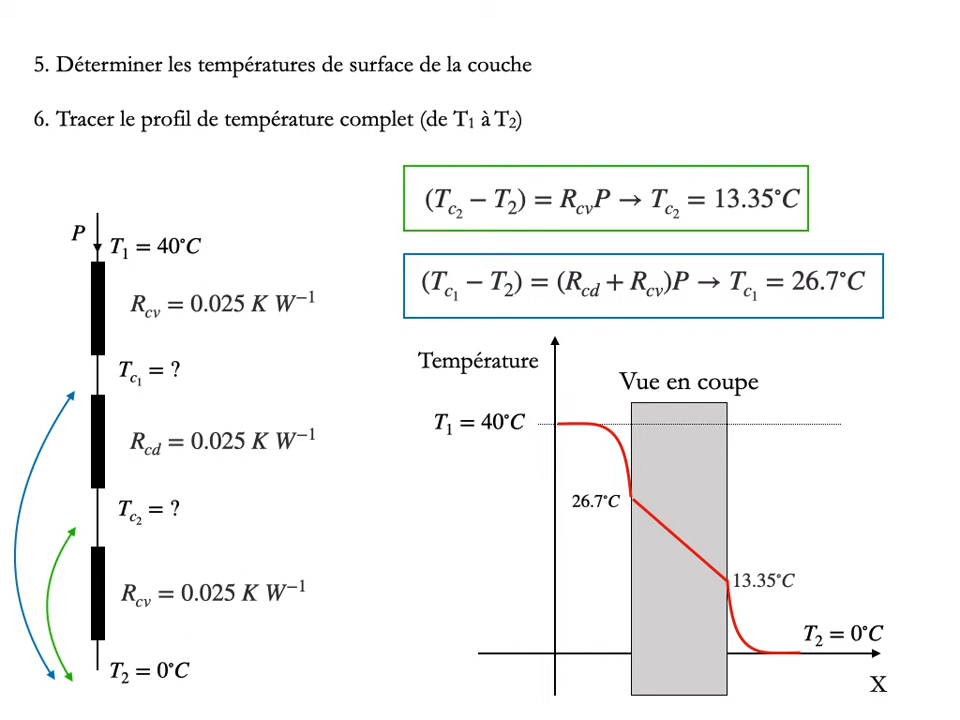 5. Déterminer les températures de surface de la couche
6. Tracer le profil de température complet (de T₁ à T₂)
(T_c₂ − T₂) = R_cv P → T_c₂ = 13.35°C
(T_c₁ − T₂) = (R_cd + R_cv)P → T_c₁ = 26.7°C
P
T₁ = 40°C
R_cv = 0.025 K W⁻¹
T_c₁ = ?
R_cd = 0.025 K W⁻¹
T_c₂ = ?
R_cv = 0.025 K W⁻¹
T₂ = 0°C
Température
Vue en coupe
T₁ = 40°C
26.7°C
13.35°C
T₂ = 0°C
X